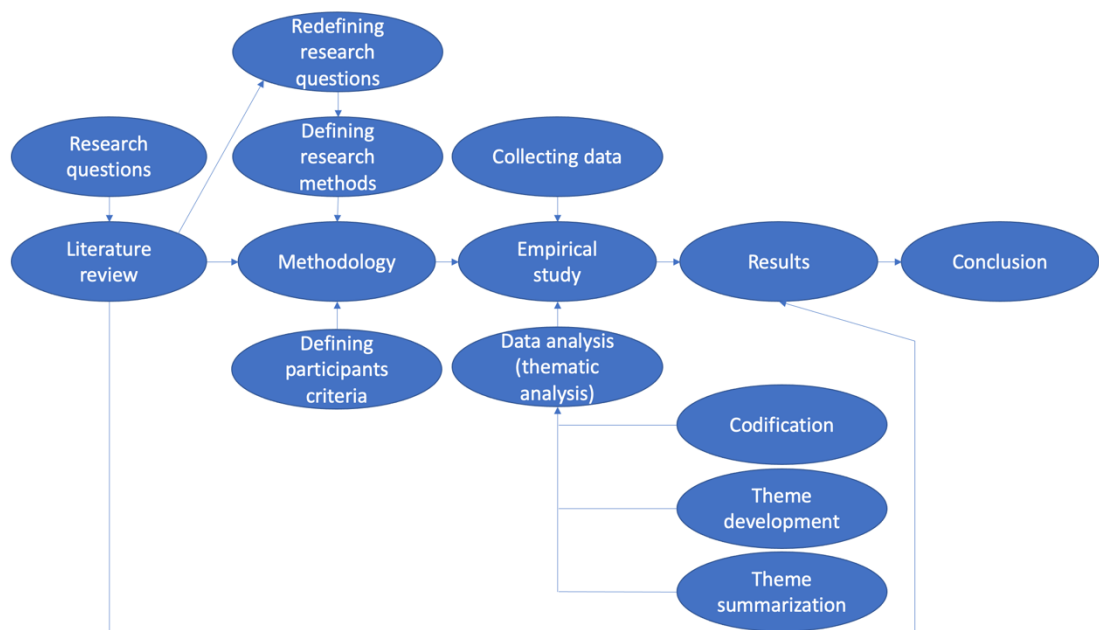 Redefining
research
questions
Research
questions
Defining
research
methods
Collecting data
Literature
review
Methodology
Empirical
study
Results
Conclusion
Defining
participants
criteria
Data analysis
(thematic
analysis)
Codification
Theme
development
Theme
summarization